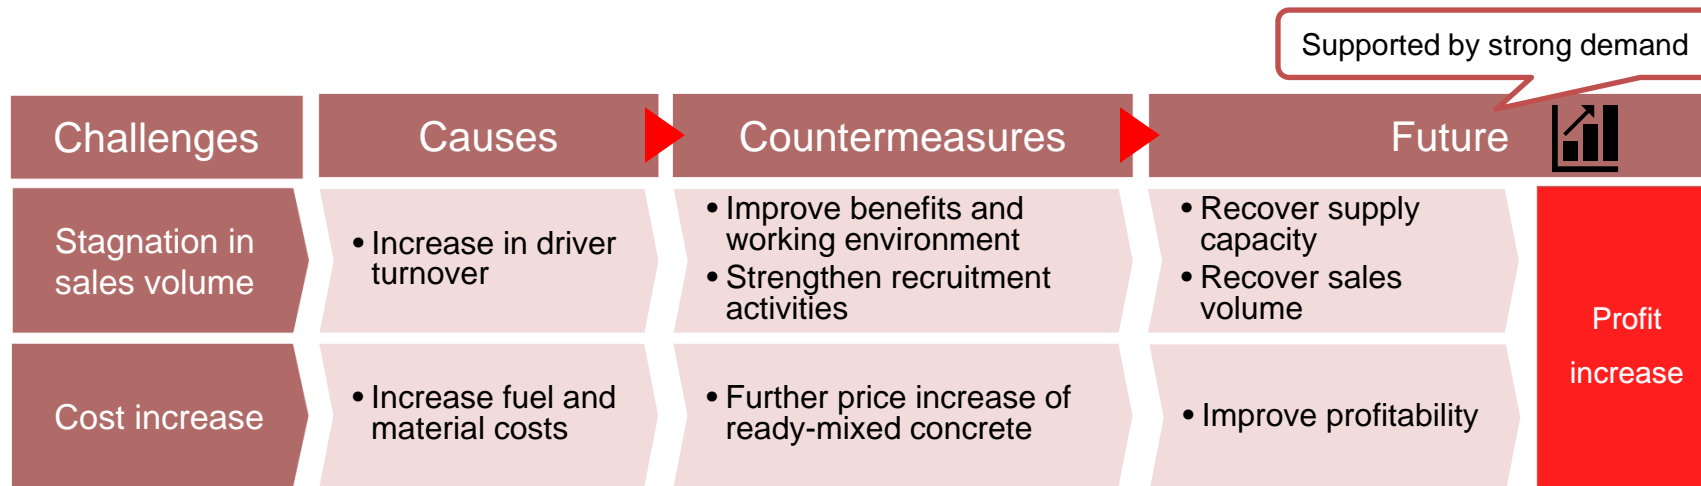 Supported by strong demand
Challenges
Causes
Countermeasures
Future
Stagnation in
sales volume
• Increase in driver
turnover
• Improve benefits and
working environment
• Strengthen recruitment
activities
• Recover supply
capacity
• Recover sales
volume
Profit
increase
Cost increase
• Increase fuel and
material costs
• Further price increase of
ready-mixed concrete
• Improve profitability